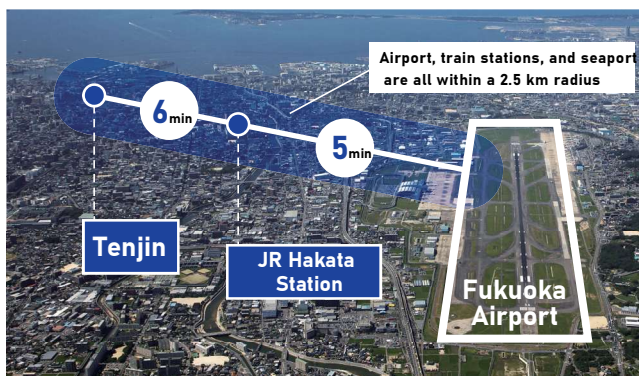 Airport, train stations, and seaport
are all within a 2.5 km radius
6min
5min
Tenjin
JR Hakata
Station
Fukuoka
Airport